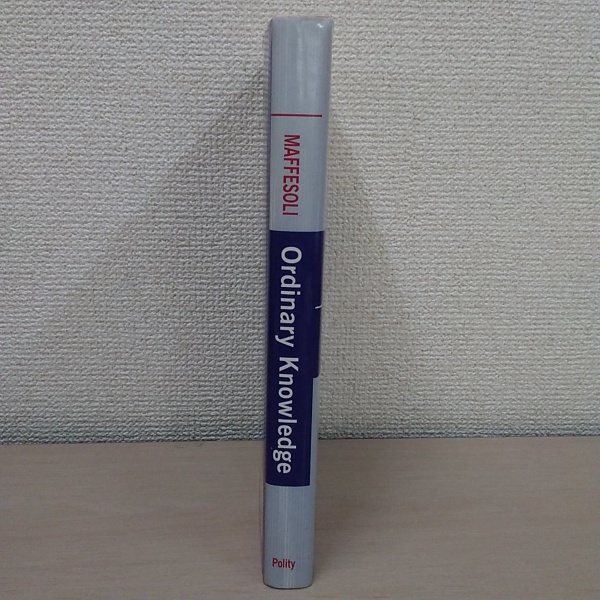 MAFFESOLI
Ordinary Knowledge
Polity